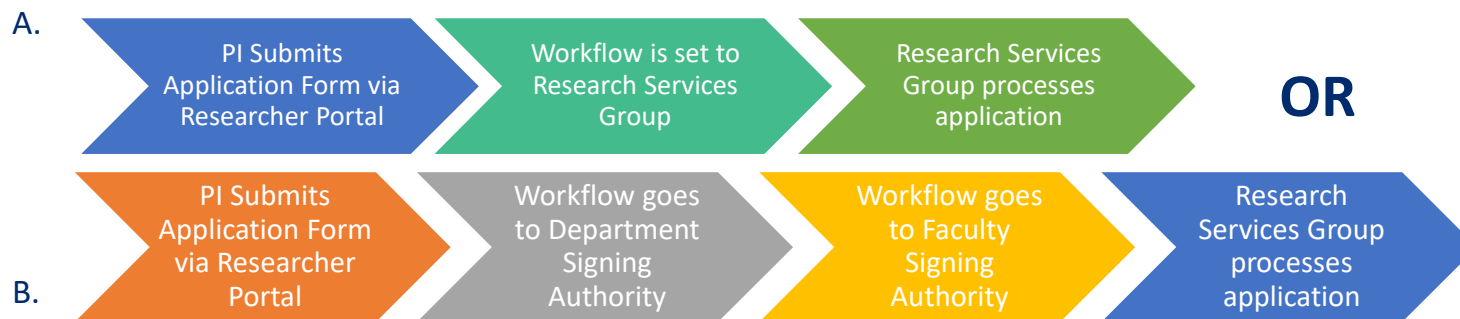 A.
PI Submits
Application Form via
Researcher Portal
Workflow is set to
Research Services
Group
Research Services
Group processes
application
OR
B.
PI Submits
Application Form
via Researcher
Portal
Workflow goes
to Department
Signing
Authority
Workflow goes
to Faculty
Signing
Authority
Research
Services Group
processes
application